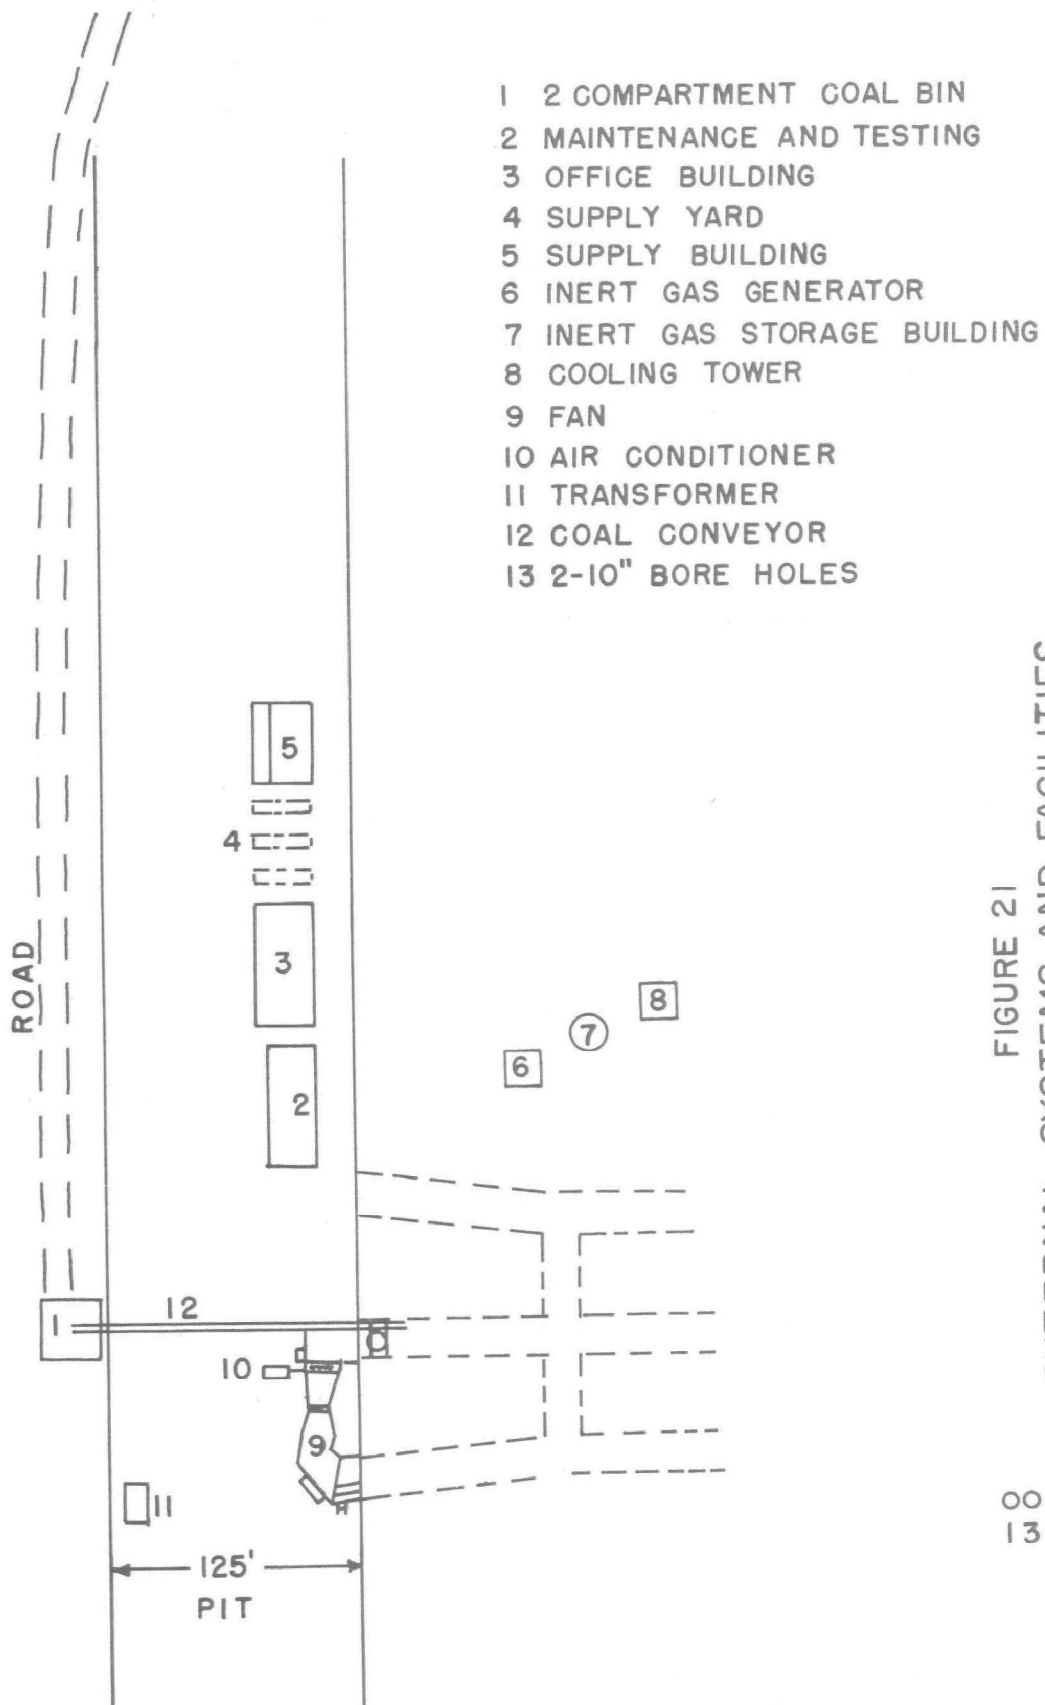 1 2 COMPARTMENT COAL BIN
2 MAINTENANCE AND TESTING
3 OFFICE BUILDING
4 SUPPLY YARD
5 SUPPLY BUILDING
6 INERT GAS GENERATOR
7 INERT GAS STORAGE BUILDING
8 COOLING TOWER
9 FAN
10 AIR CONDITIONER
11 TRANSFORMER
12 COAL CONVEYOR
13 2-10" BORE HOLES
5
4
3
ROAD
8
7
6
2
12
1
10
9
11
125'
PIT
13
FIGURE 21
SYSTEMS AND FACILITIES